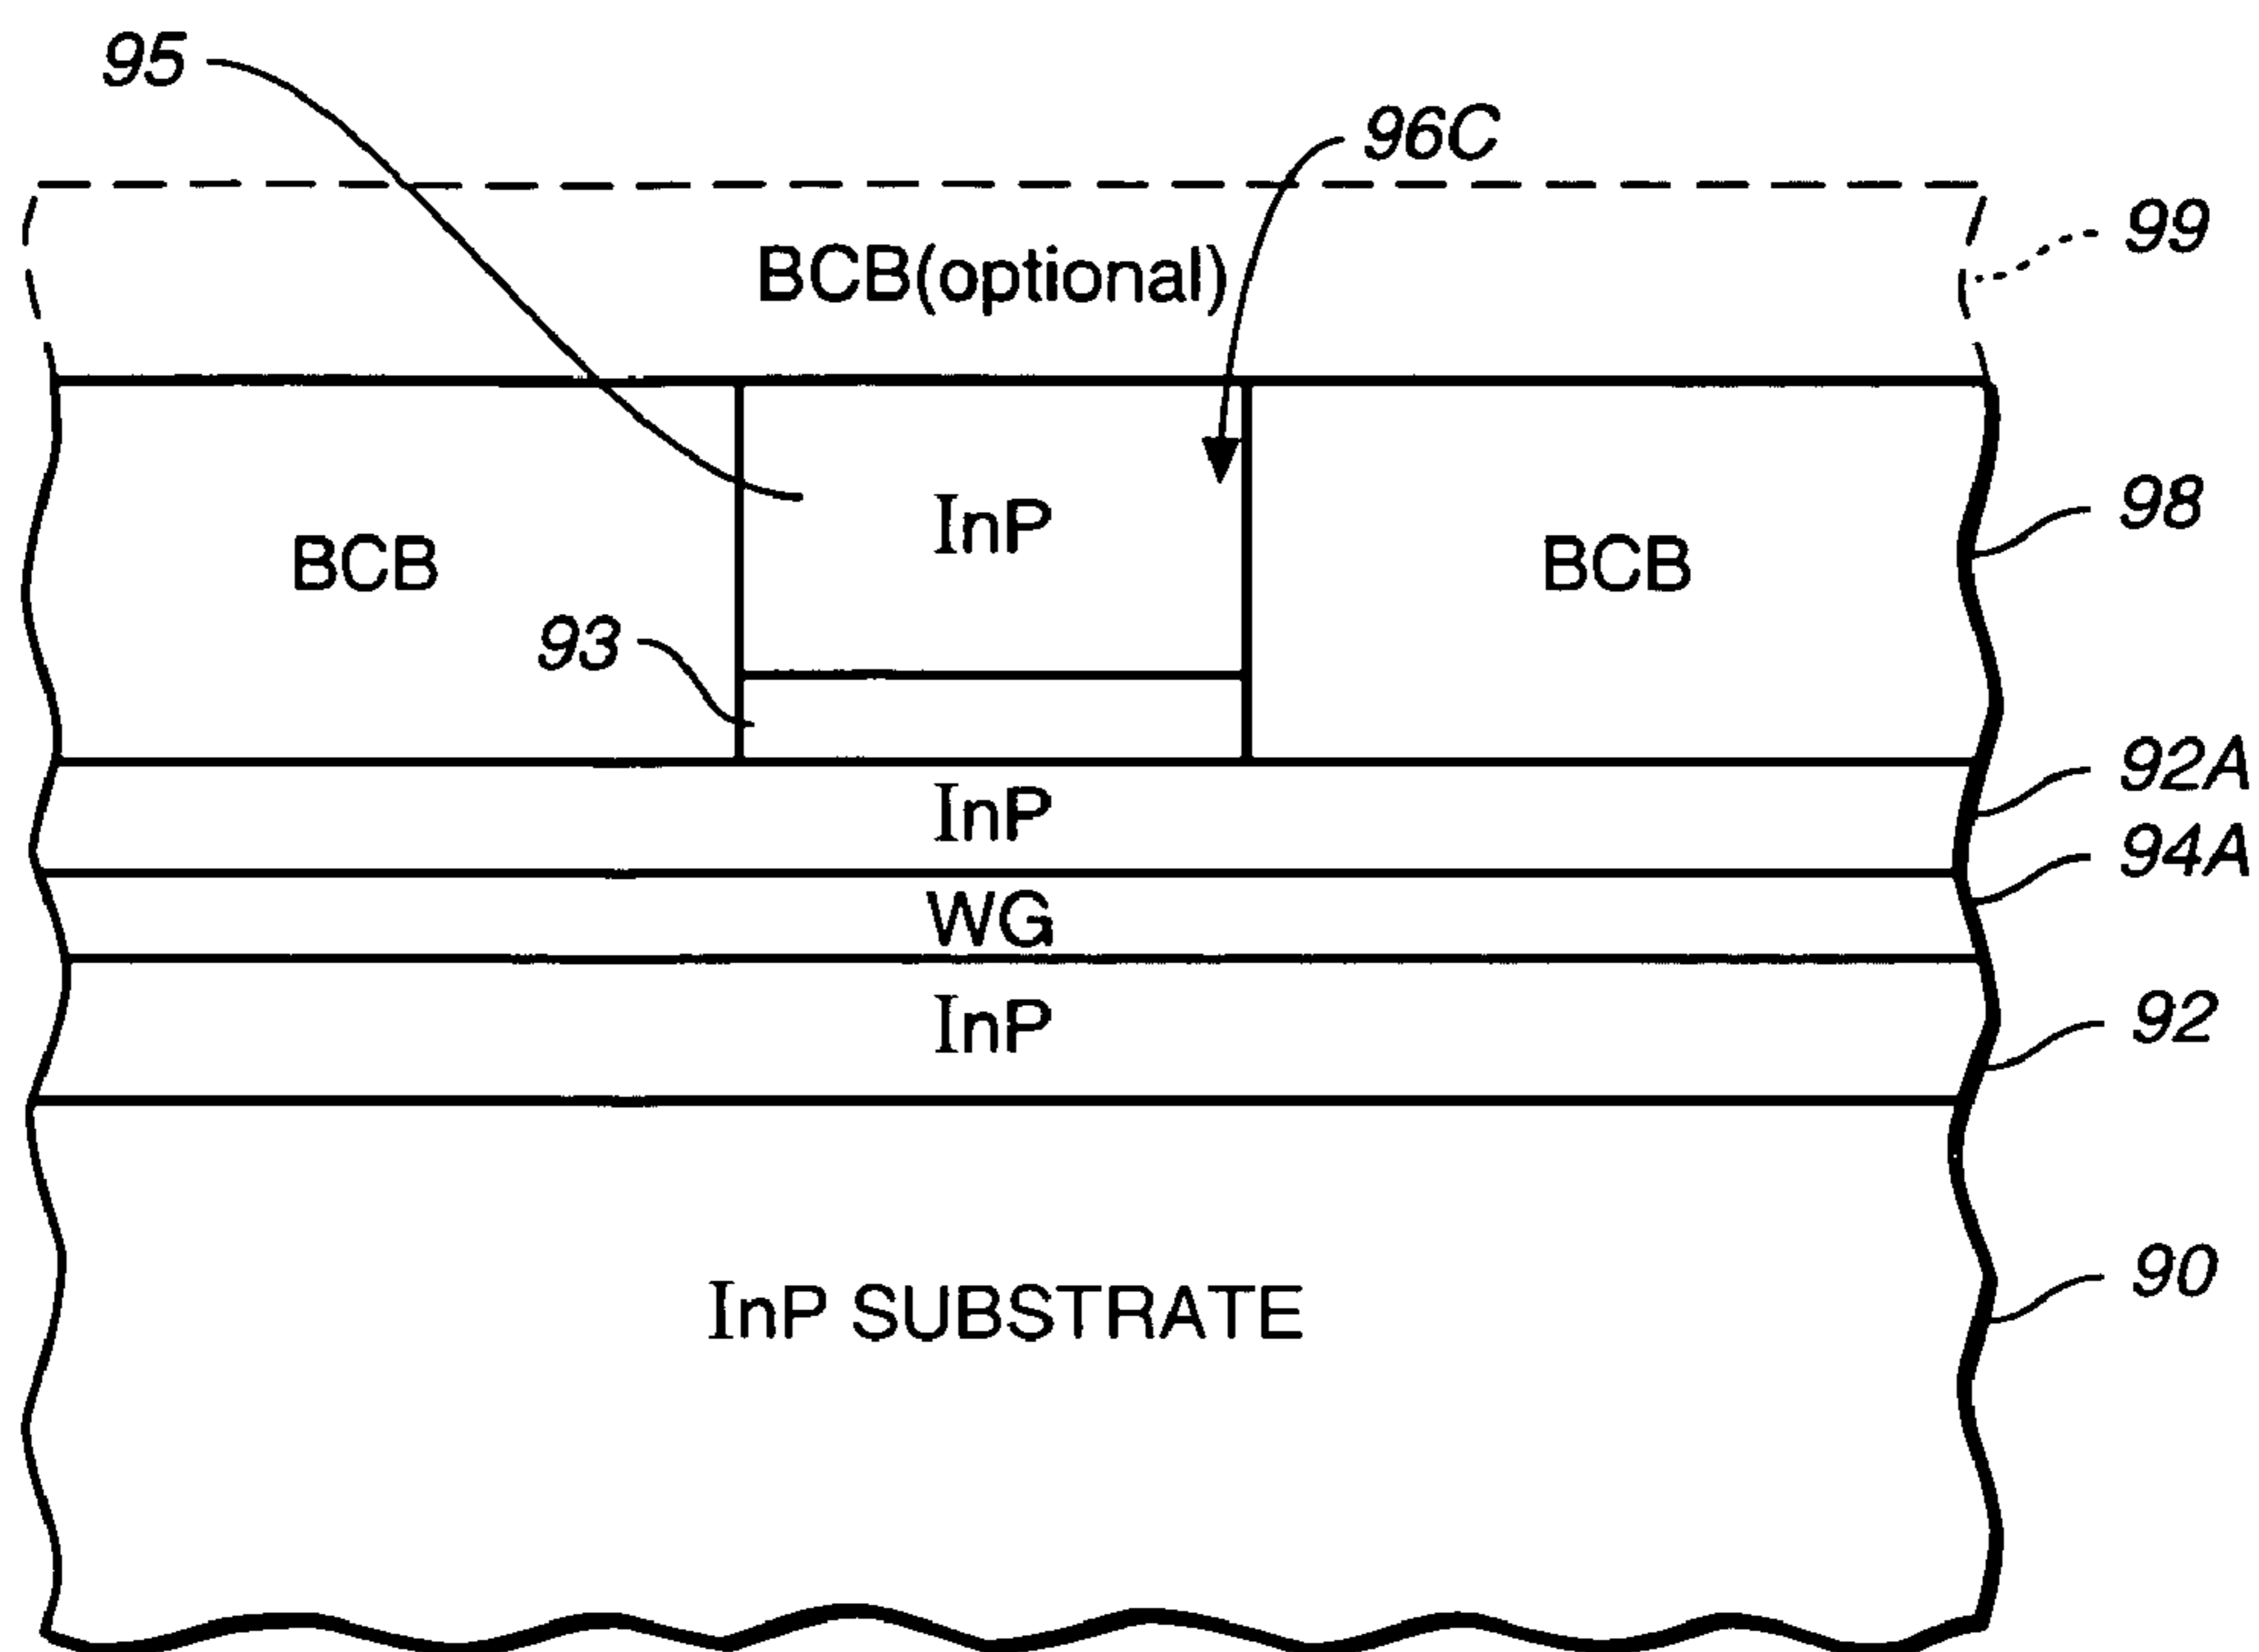 95
96C
99
BCB(optional)
98
InP
BCB
BCB
93
92A
InP
94A
WG
92
InP
90
InP SUBSTRATE